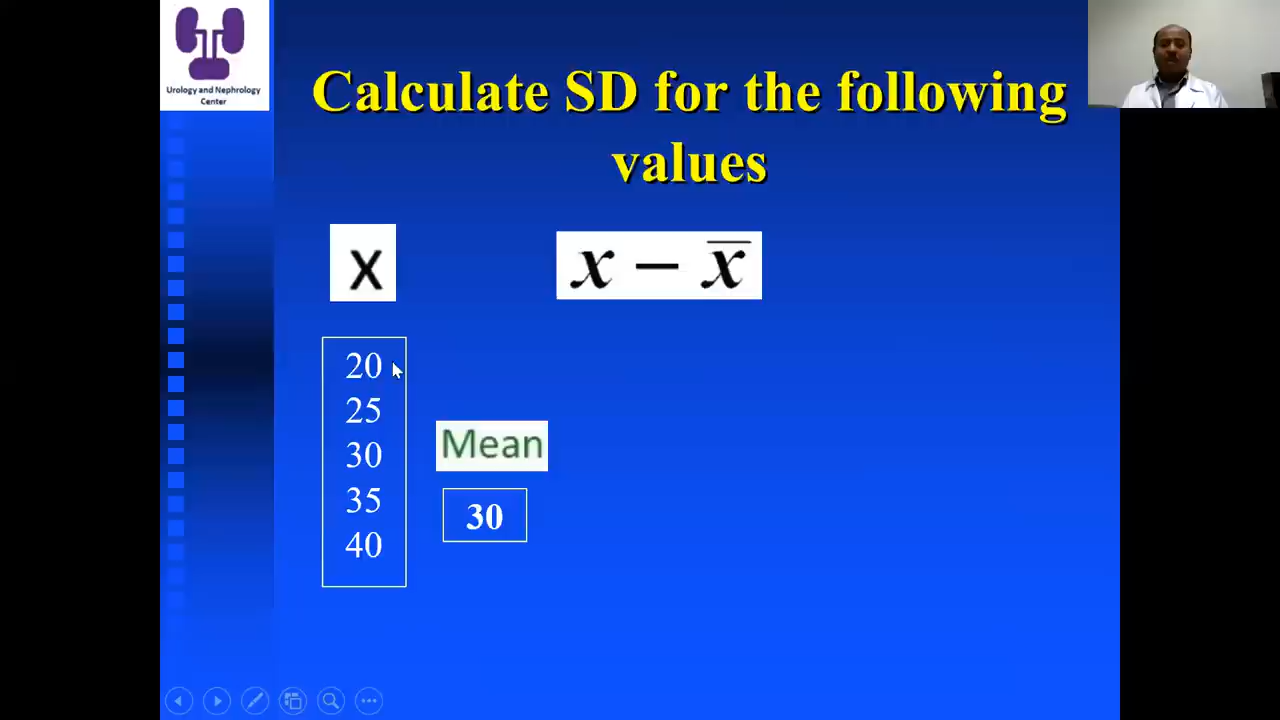 Urology and Nephrology
Center
Calculate SD for the following
values
X
x − x̅
20
25
30
35
40
Mean
30